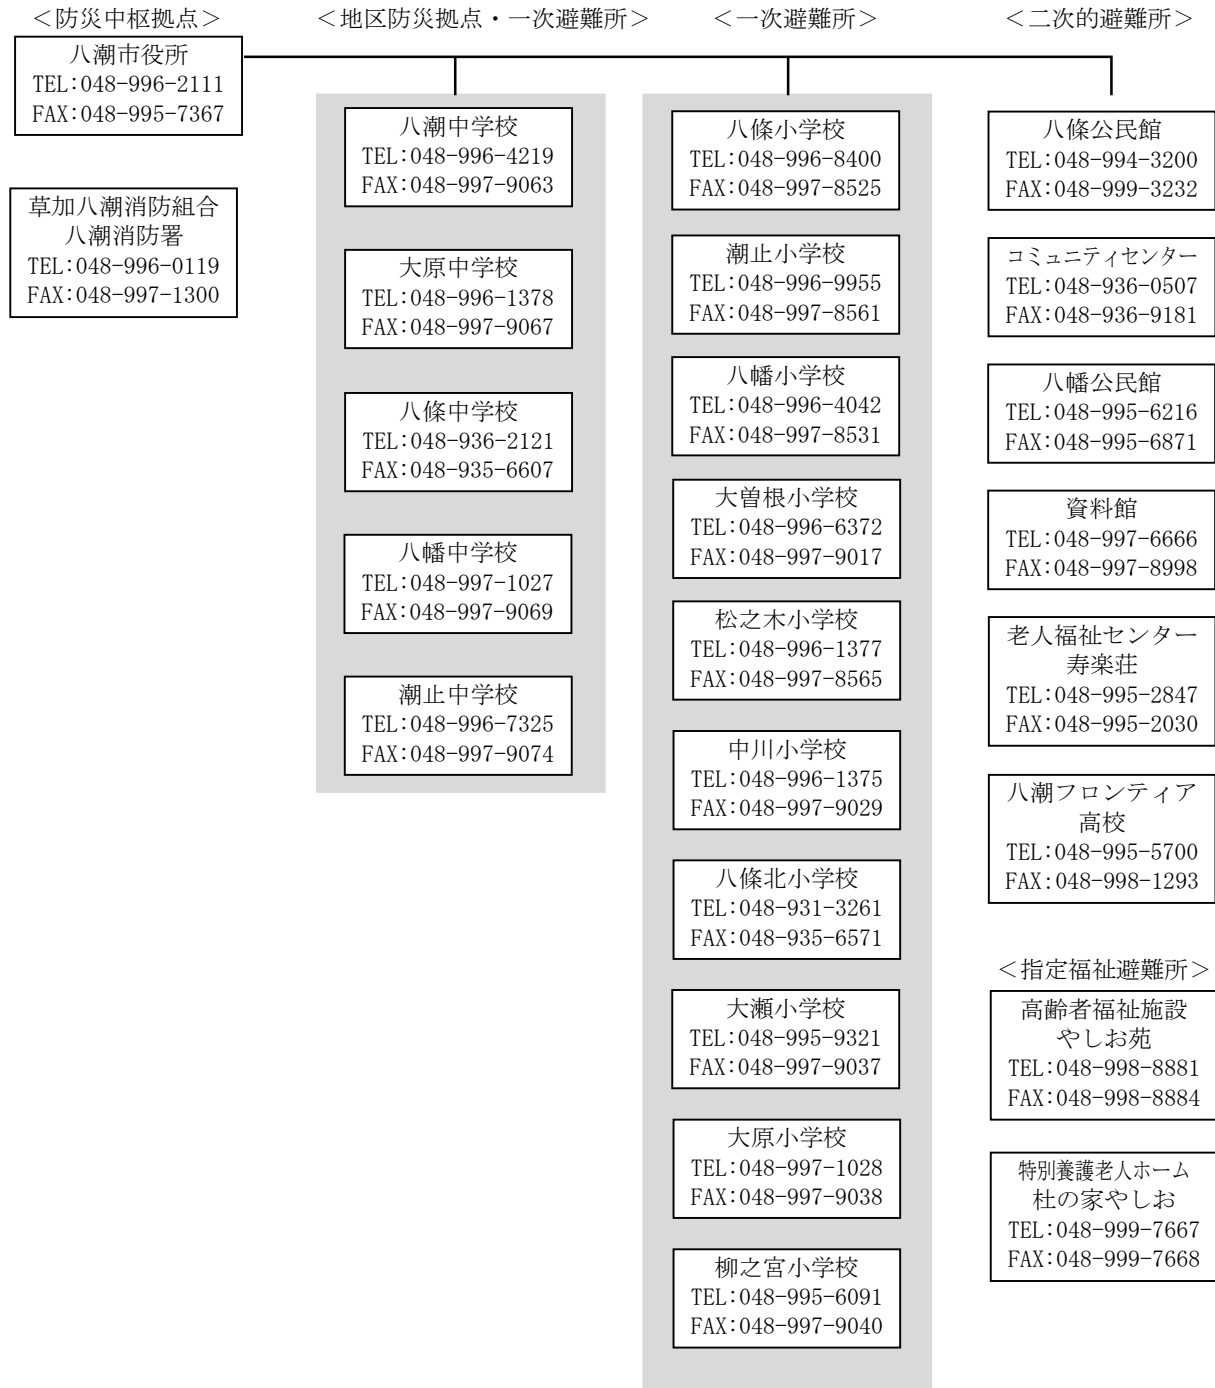 ＜防災中枢拠点＞
八潮市役所
TEL:048-996-2111
FAX:048-995-7367
草加八潮消防組合
八潮消防署
TEL:048-996-0119
FAX:048-997-1300
＜地区防災拠点・一次避難所＞
八潮中学校
TEL:048-996-4219
FAX:048-997-9063
大原中学校
TEL:048-996-1378
FAX:048-997-9067
八條中学校
TEL:048-936-2121
FAX:048-935-6607
八幡中学校
TEL:048-997-1027
FAX:048-997-9069
潮止中学校
TEL:048-996-7325
FAX:048-997-9074
＜一次避難所＞
八條小学校
TEL:048-996-8400
FAX:048-997-8525
潮止小学校
TEL:048-996-9955
FAX:048-997-8561
八幡小学校
TEL:048-996-4042
FAX:048-997-8531
大曽根小学校
TEL:048-996-6372
FAX:048-997-9017
松之木小学校
TEL:048-996-1377
FAX:048-997-8565
中川小学校
TEL:048-996-1375
FAX:048-997-9029
八條北小学校
TEL:048-931-3261
FAX:048-935-6571
大瀬小学校
TEL:048-995-9321
FAX:048-997-9037
大原小学校
TEL:048-997-1028
FAX:048-997-9038
柳之宮小学校
TEL:048-995-6091
FAX:048-997-9040
＜二次的避難所＞
八條公民館
TEL:048-994-3200
FAX:048-999-3232
コミュニティセンター
TEL:048-936-0507
FAX:048-936-9181
八幡公民館
TEL:048-995-6216
FAX:048-995-6871
資料館
TEL:048-997-6666
FAX:048-997-8998
老人福祉センター
寿楽荘
TEL:048-995-2847
FAX:048-995-2030
八潮フロンティア
高校
TEL:048-995-5700
FAX:048-998-1293
＜指定福祉避難所＞
高齢者福祉施設
やしお苑
TEL:048-998-8881
FAX:048-998-8884
特別養護老人ホーム
杜の家やしお
TEL:048-999-7667
FAX:048-999-7668